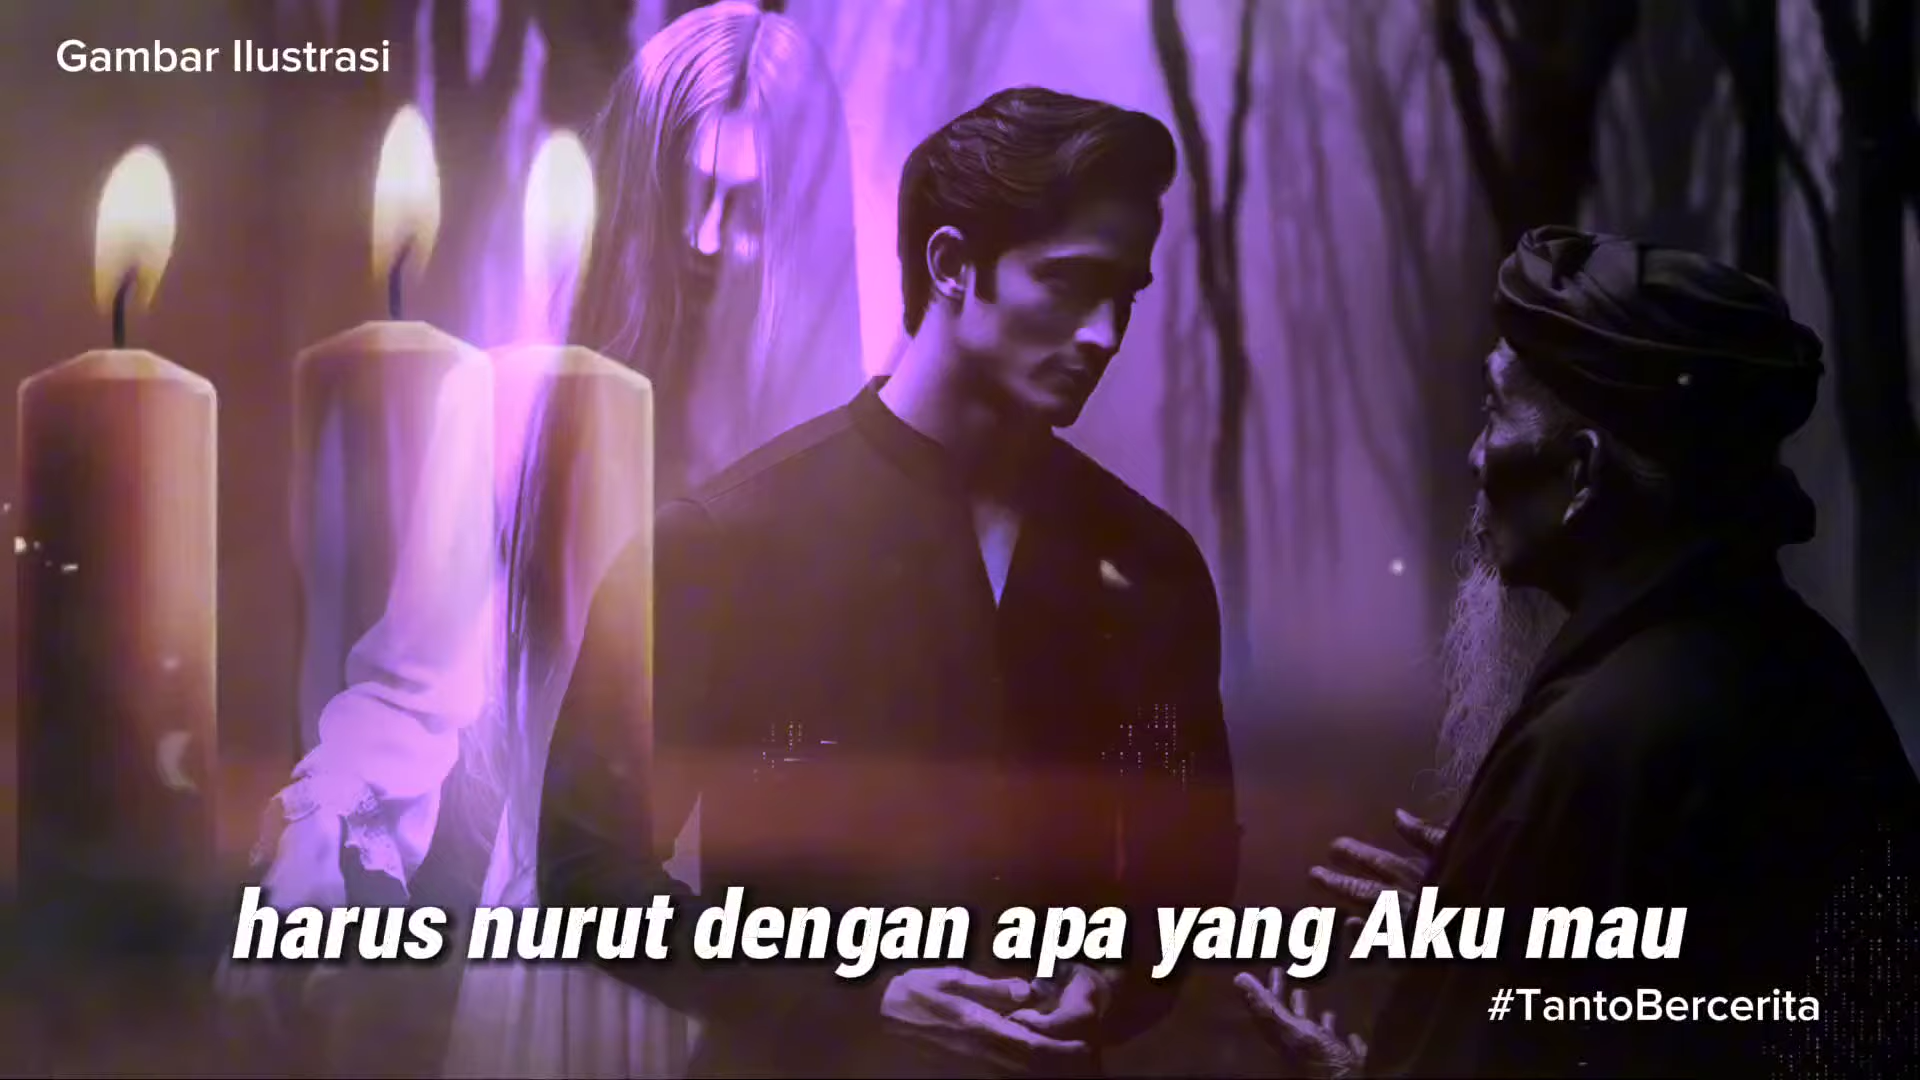 Gambar Ilustrasi
harus nurut dengan apa yang Aku mau
#TantoBercerita